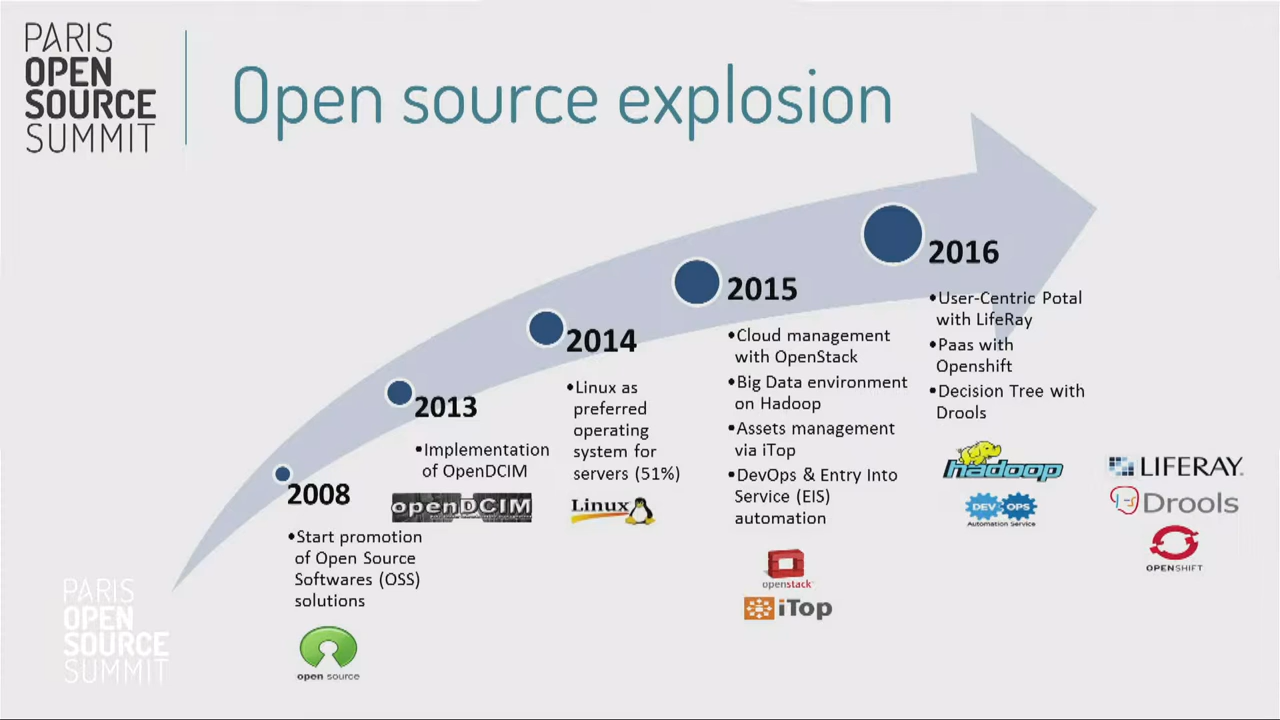 PARIS
OPEN
SOURCE
SUMMIT
Open source explosion
2008
•Start promotion
of Open Source
Softwares (OSS)
solutions
open source
2013
•Implementation
of OpenDCIM
openDCIM
2014
•Linux as
preferred
operating
system for
servers (51%)
Linux
2015
•Cloud management
with OpenStack
•Big Data environment
on Hadoop
•Assets management
via iTop
•DevOps & Entry Into
Service (EIS)
automation
openstack
iTop
2016
•User-Centric Potal
with LifeRay
•Paas with
Openshift
•Decision Tree with
Drools
hadoop
DEV OPS
Automation Service
LIFERAY.
Drools
OPENSHIFT
PARIS
OPEN
SOURCE
SUMMIT